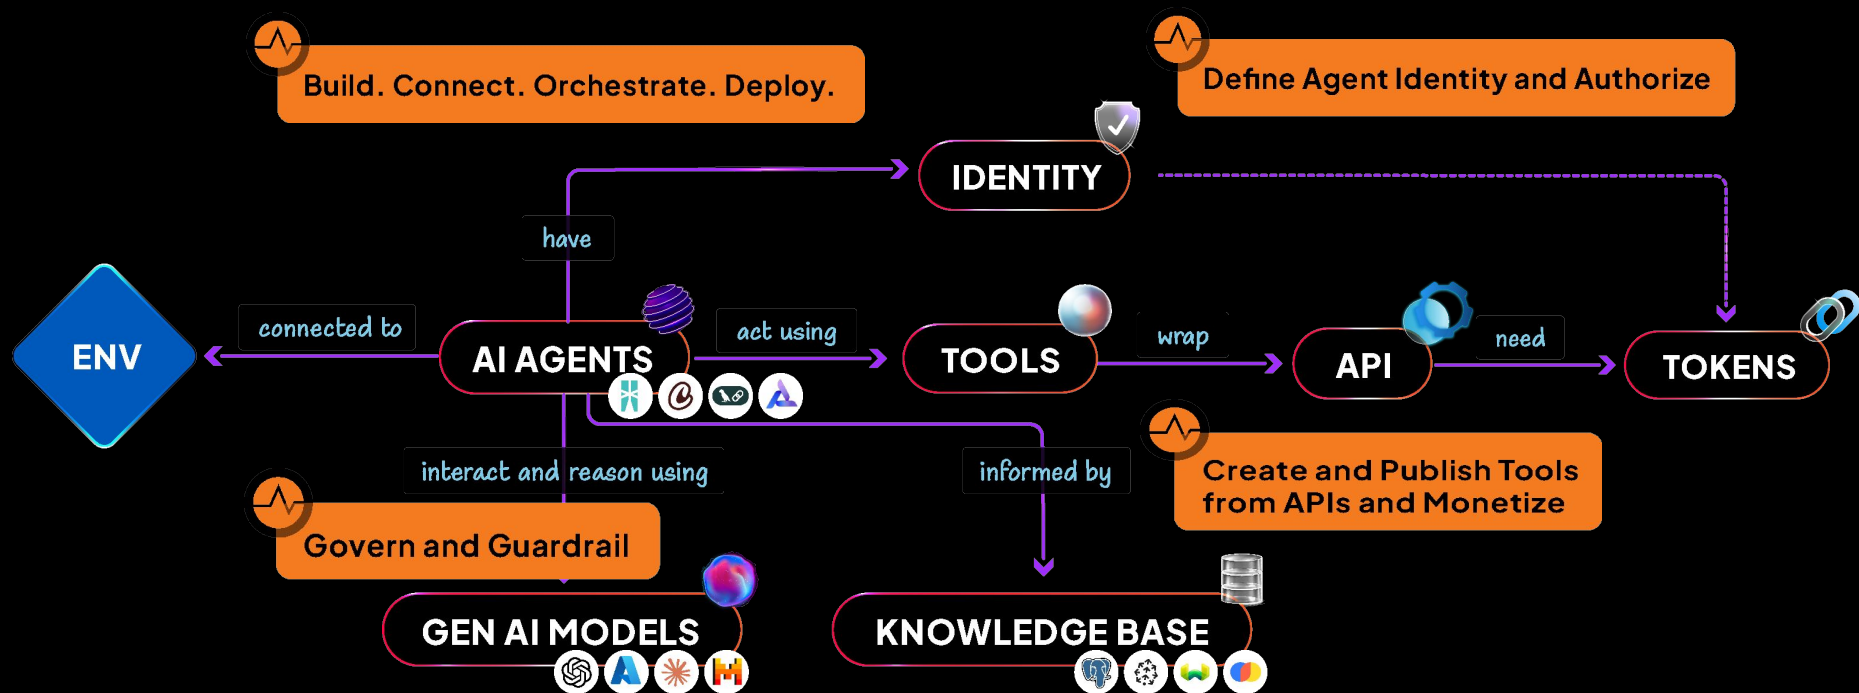 Build. Connect. Orchestrate. Deploy.
Define Agent Identity and Authorize
IDENTITY
have
ENV
connected to
AI AGENTS
act using
TOOLS
wrap
API
need
TOKENS
interact and reason using
informed by
Create and Publish Tools
from APIs and Monetize
Govern and Guardrail
GEN AI MODELS
KNOWLEDGE BASE